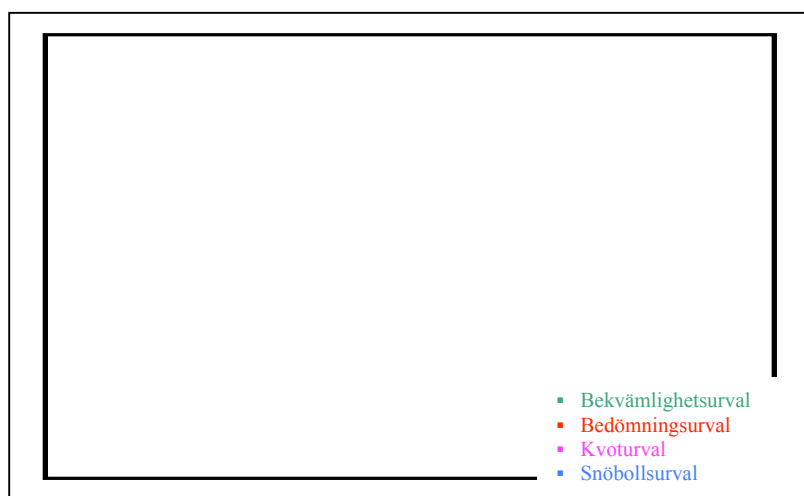 ▪ Bekvämlighetsurval
▪ Bedömningsurval
▪ Kvoturval
▪ Snöbollsurval